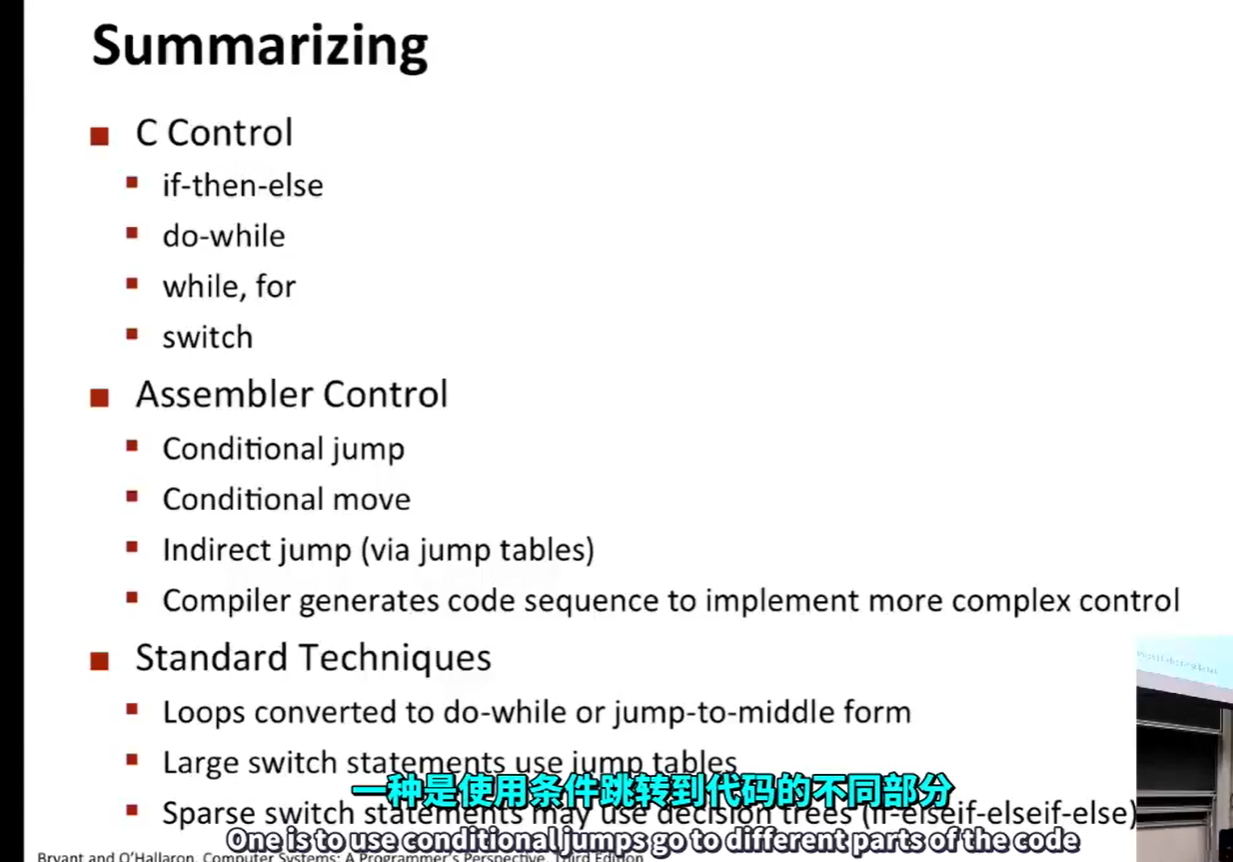 Summarizing
C Control
if-then-else
do-while
while, for
switch
Assembler Control
Conditional jump
Conditional move
Indirect jump (via jump tables)
Compiler generates code sequence to implement more complex control
Standard Techniques
Loops converted to do-while or jump-to-middle form
Large switch statements use jump tables
一种是使用条件跳转到代码的不同部分
Sparse switch statements may use decision trees (if-elseif-elseif-else)
One is to use conditional jumps go to different parts of the code
Bryant and O'Hallaron, Computer Systems: A Programmer's Perspective, Third Edition